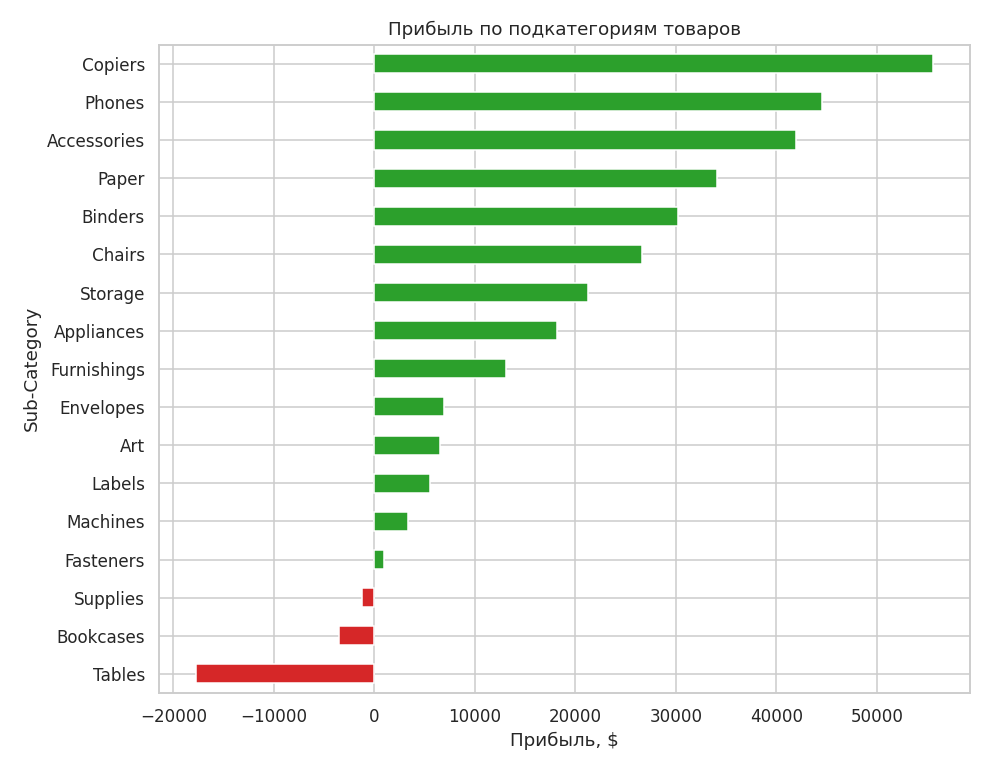 Прибыль по подкатегориям товаров
Sub-Category
Copiers
Phones
Accessories
Paper
Binders
Chairs
Storage
Appliances
Furnishings
Envelopes
Art
Labels
Machines
Fasteners
Supplies
Bookcases
Tables
−20000 −10000 0 10000 20000 30000 40000 50000
Прибыль, $